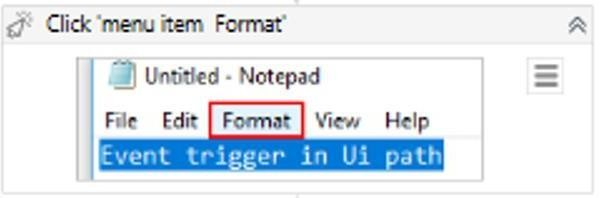 Click 'menu item  Format'
Untitled - Notepad
File Edit Format View Help
Event trigger in Ui path